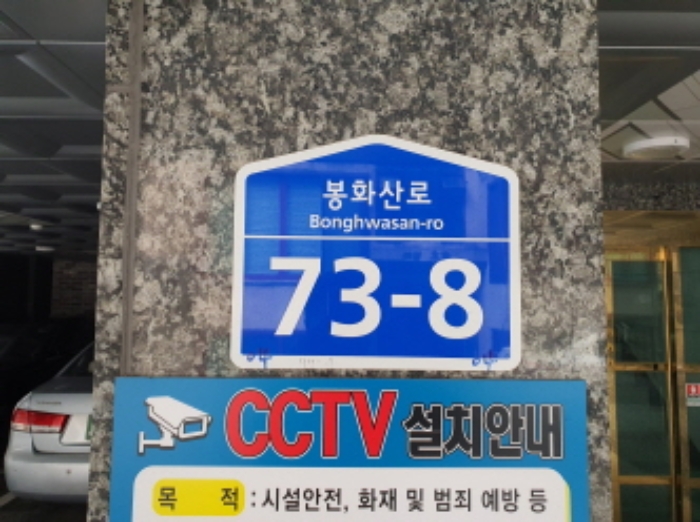 봉화산로
Bonghwasan-ro
73-8
CCTV 설치안내
목 적 : 시설안전, 화재 및 범죄 예방 등